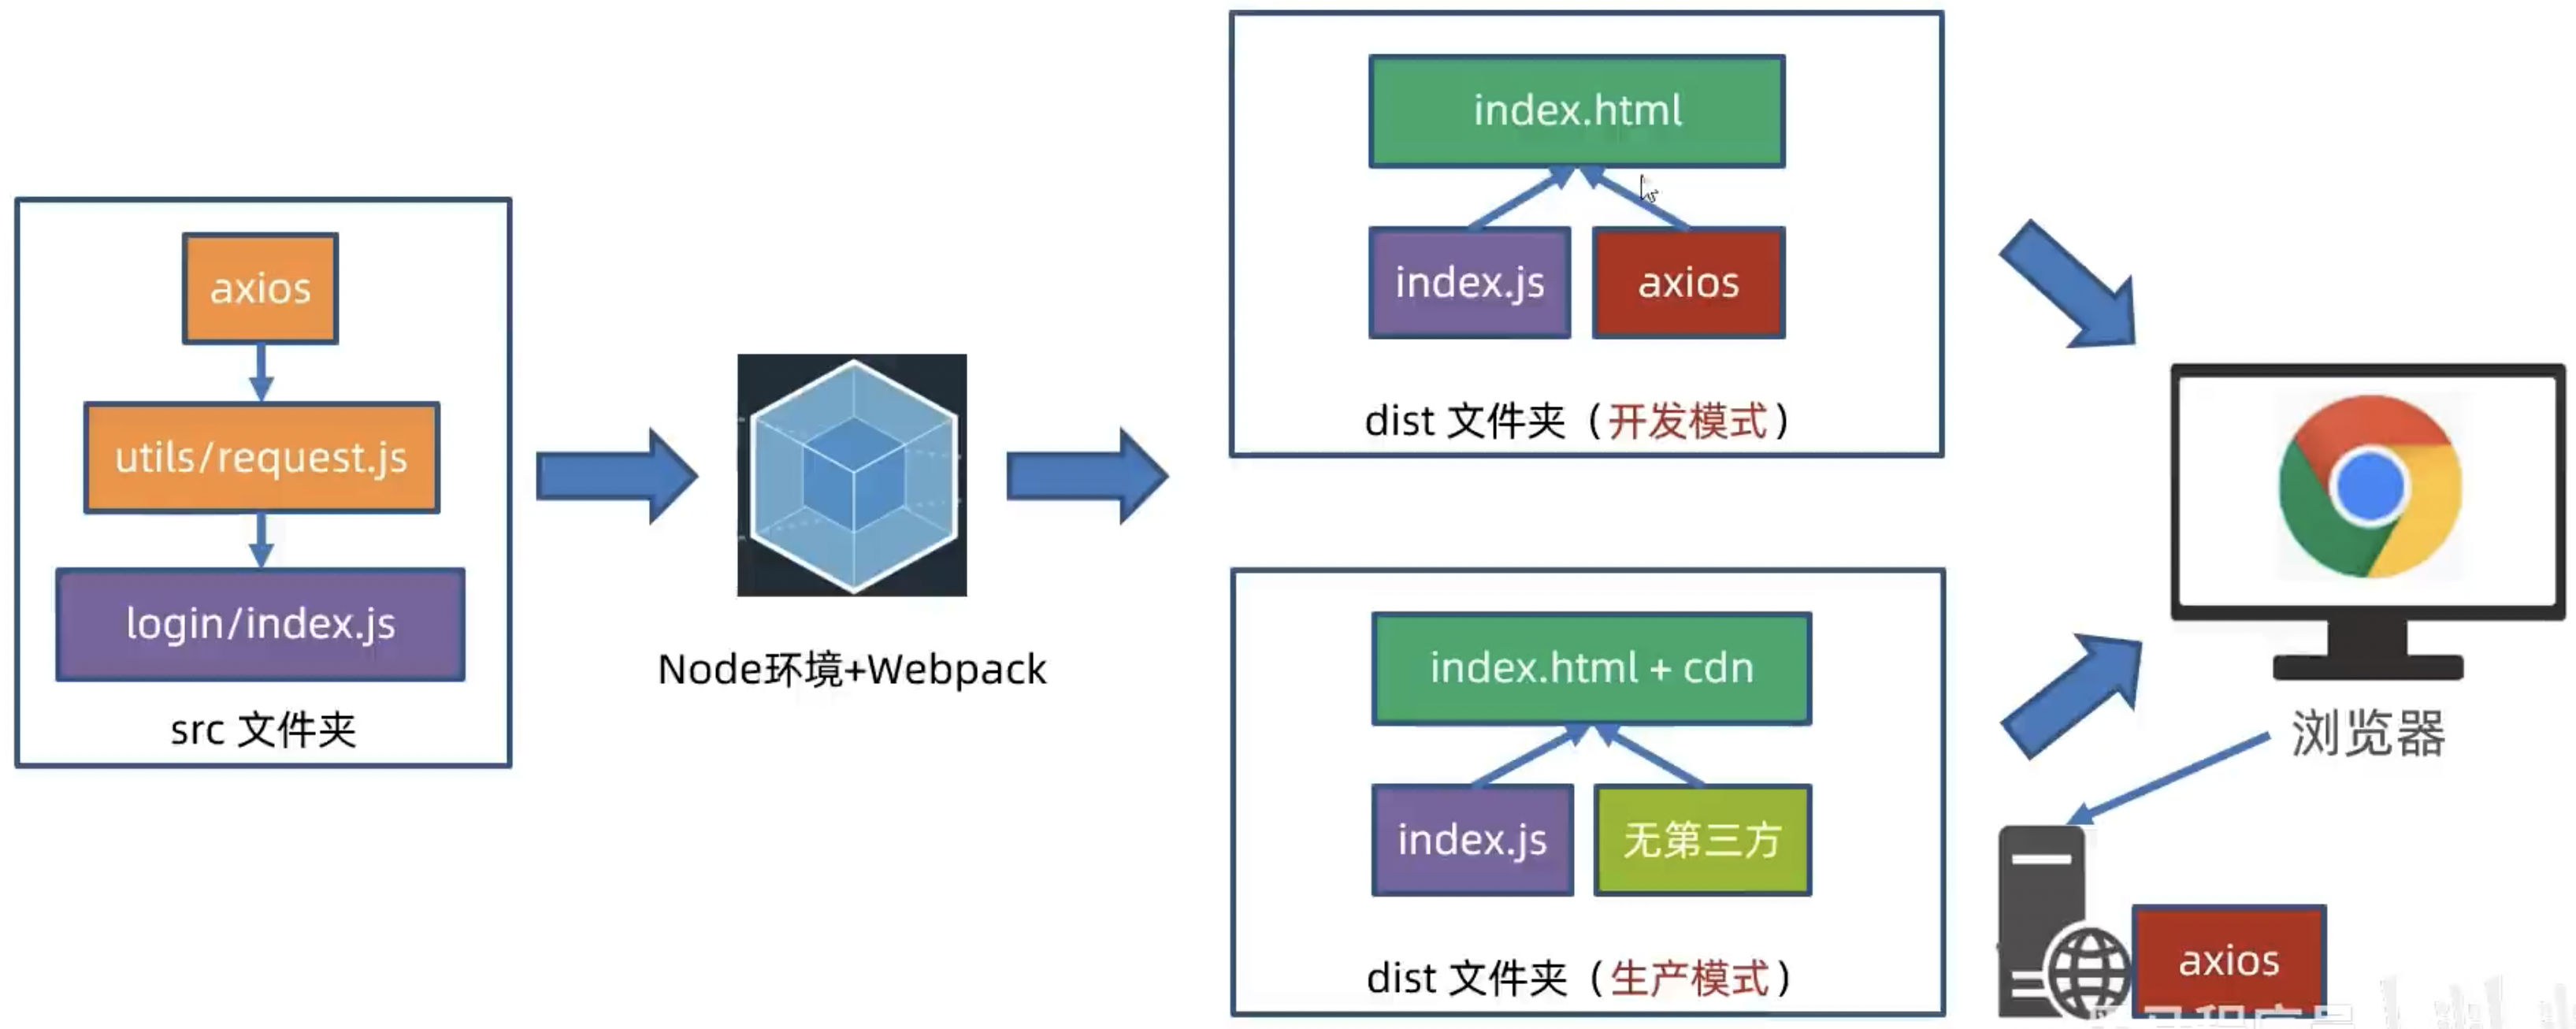 axios
utils/request.js
login/index.js
src 文件夹
Node环境+Webpack
index.html
index.js
axios
dist 文件夹（开发模式）
index.html + cdn
index.js
无第三方
dist 文件夹（生产模式）
浏览器
axios